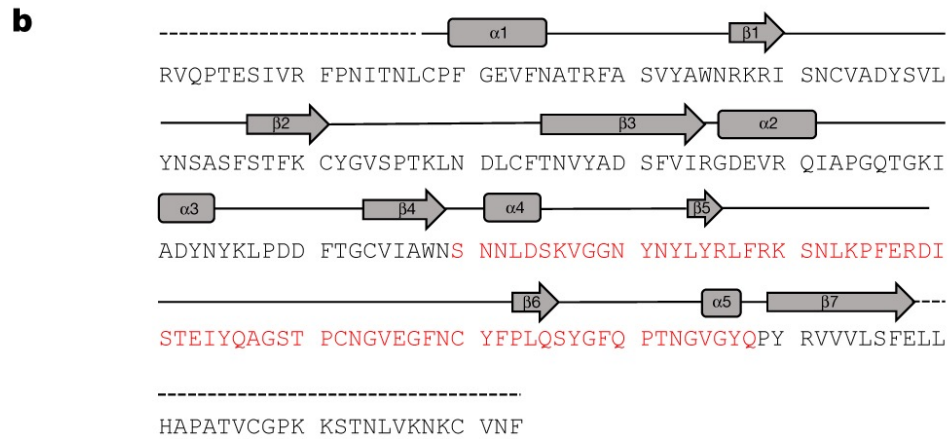 b
α1 β1
RVQPTESIVR FPNITNLCPF GEVFNATRFA SVYAWNRKRI SNCVADYSVL
β2 β3 α2
YNSASFSTFK CYGVSPTKLN DLCFTNVYAD SFVIRGDEVR QIAPGQTGKI
α3 β4 α4 β5
ADYNYKLPDD FTGCVIAWNS NNLDSKVGGN YNYLYRLFRK SNLKPFERDI
β6 α5 β7
STEIYQAGST PCNGVEGFNC YFPLQSYGFQ PTNGVGYQPY RVVVLSFELL
HAPATVCGPK KSTNLVKNKC VNF